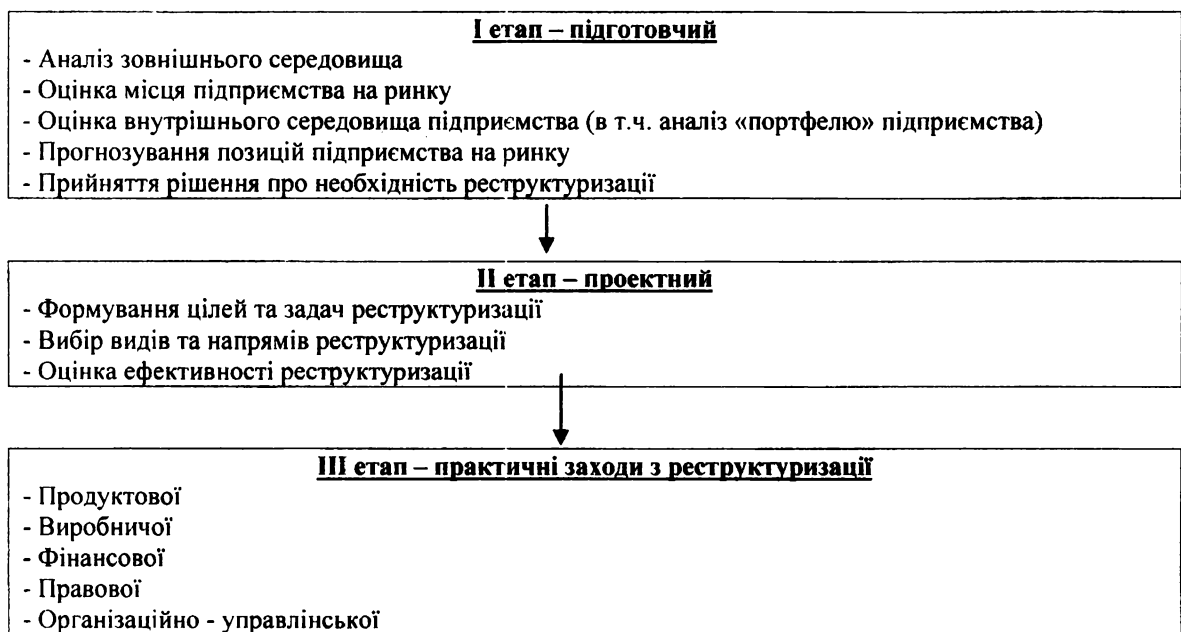 І етап – підготовчий
- Аналіз зовнішнього середовища
- Оцінка місця підприємства на ринку
- Оцінка внутрішнього середовища підприємства (в т.ч. аналіз «портфелю» підприємства)
- Прогнозування позицій підприємства на ринку
- Прийняття рішення про необхідність реструктуризації
ІІ етап – проектний
- Формування цілей та задач реструктуризації
- Вибір видів та напрямів реструктуризації
- Оцінка ефективності реструктуризації
ІІІ етап – практичні заходи з реструктуризації
- Продуктової
- Виробничої
- Фінансової
- Правової
- Організаційно - управлінської